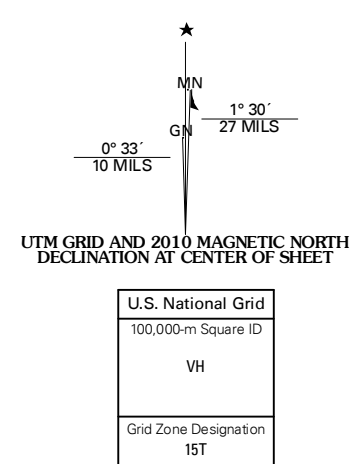 MN
1° 30´
27 MILS
GN
0° 33´
10 MILS
UTM GRID AND 2010 MAGNETIC NORTH
DECLINATION AT CENTER OF SHEET
U.S. National Grid
100,000-m Square ID
VH
Grid Zone Designation
15T